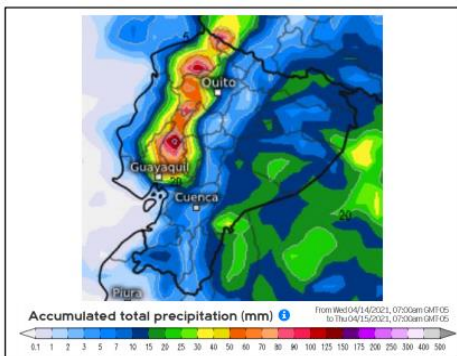 Quito
Guayaquil
20
Cuenca
20
Piura
Accumulated total precipitation (mm)
From Wed 04/14/2021, 07:00am GMT-05
to Thu 04/15/2021, 07:00am GMT-05
0.1 1 2 3 5 7 10 15 20 25 30 40 50 60 70 80 90 100 125 150 175 200 250 300 400 500